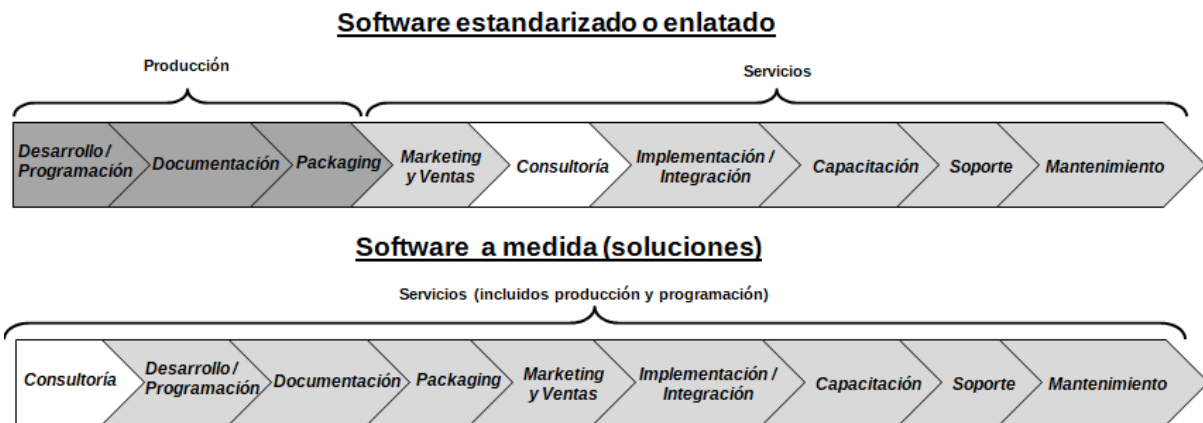 Software estandarizado o enlatado
Producción
Servicios
Desarrollo /
Programación
Documentación
Packaging
Marketing
y Ventas
Consultoría
Implementación /
Integración
Capacitación
Soporte
Mantenimiento
Software a medida (soluciones)
Servicios (incluidos producción y programación)
Consultoría
Desarrollo /
Programación
Documentación
Packaging
Marketing
y Ventas
Implementación /
Integración
Capacitación
Soporte
Mantenimiento